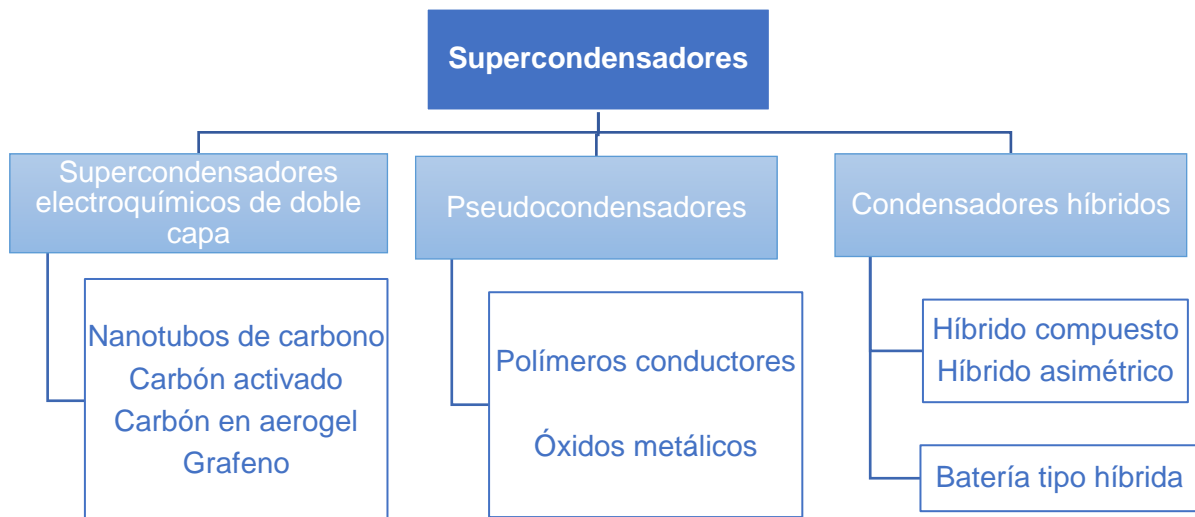 Supercondensadores
Supercondensadores
electroquímicos de doble
capa
Pseudocondensadores
Condensadores híbridos
Nanotubos de carbono
Carbón activado
Carbón en aerogel
Grafeno
Polímeros conductores
Óxidos metálicos
Híbrido compuesto
Híbrido asimétrico
Batería tipo híbrida